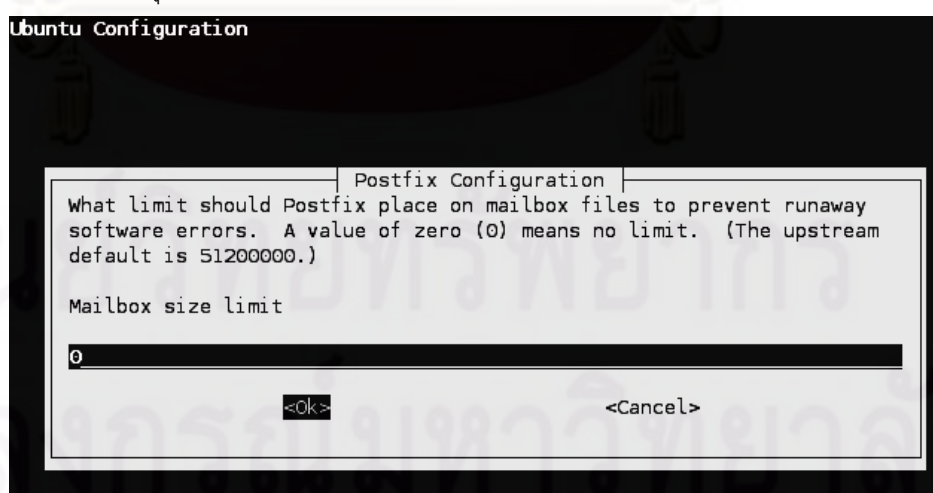 Ubuntu Configuration
Postfix Configuration
What limit should Postfix place on mailbox files to prevent runaway
software errors.  A value of zero (0) means no limit.  (The upstream
default is 51200000.)
Mailbox size limit
0
<Ok> <Cancel>